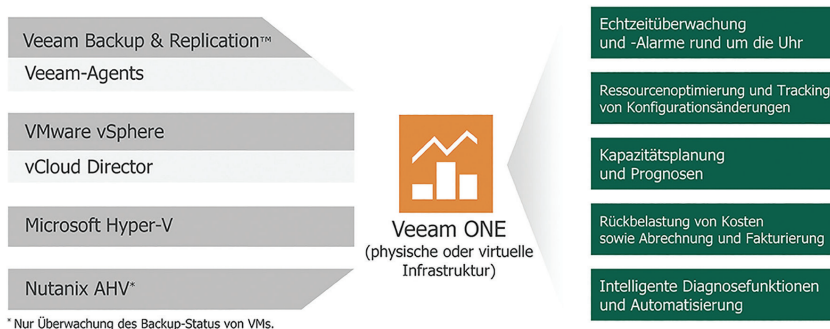 Veeam Backup & Replication™
Veeam-Agents
VMware vSphere
vCloud Director
Microsoft Hyper-V
Nutanix AHV*
* Nur Überwachung des Backup-Status von VMs.
Veeam ONE
(physische oder virtuelle
Infrastruktur)
Echtzeitüberwachung
und -Alarme rund um die Uhr
Ressourcenoptimierung und Tracking
von Konfigurationsänderungen
Kapazitätsplanung
und Prognosen
Rückbelastung von Kosten
sowie Abrechnung und Fakturierung
Intelligente Diagnosefunktionen
und Automatisierung